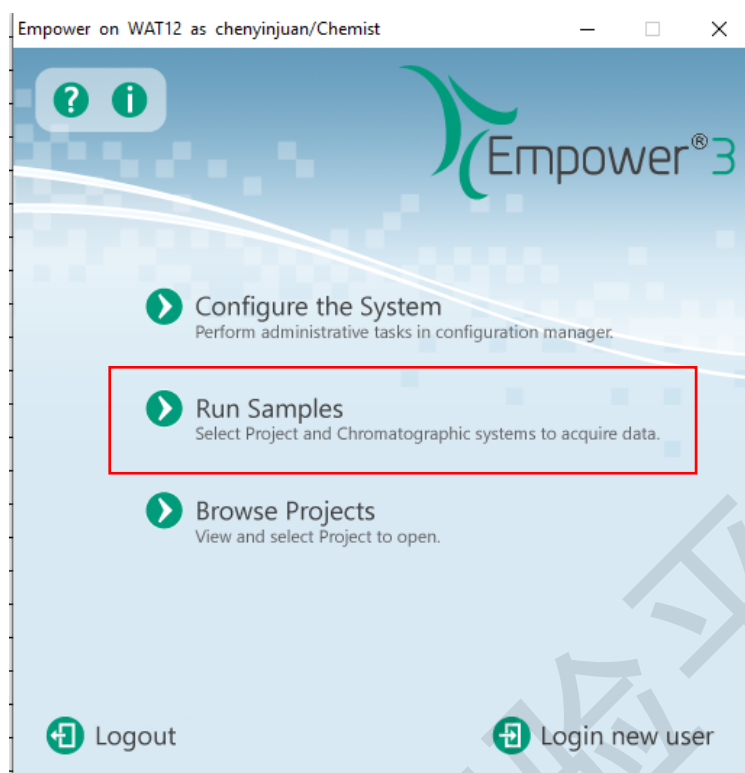 Empower on WAT12 as chenyinjuan/Chemist
Empower®3
Configure the System
Perform administrative tasks in configuration manager.
Run Samples
Select Project and Chromatographic systems to acquire data.
Browse Projects
View and select Project to open.
Logout
Login new user